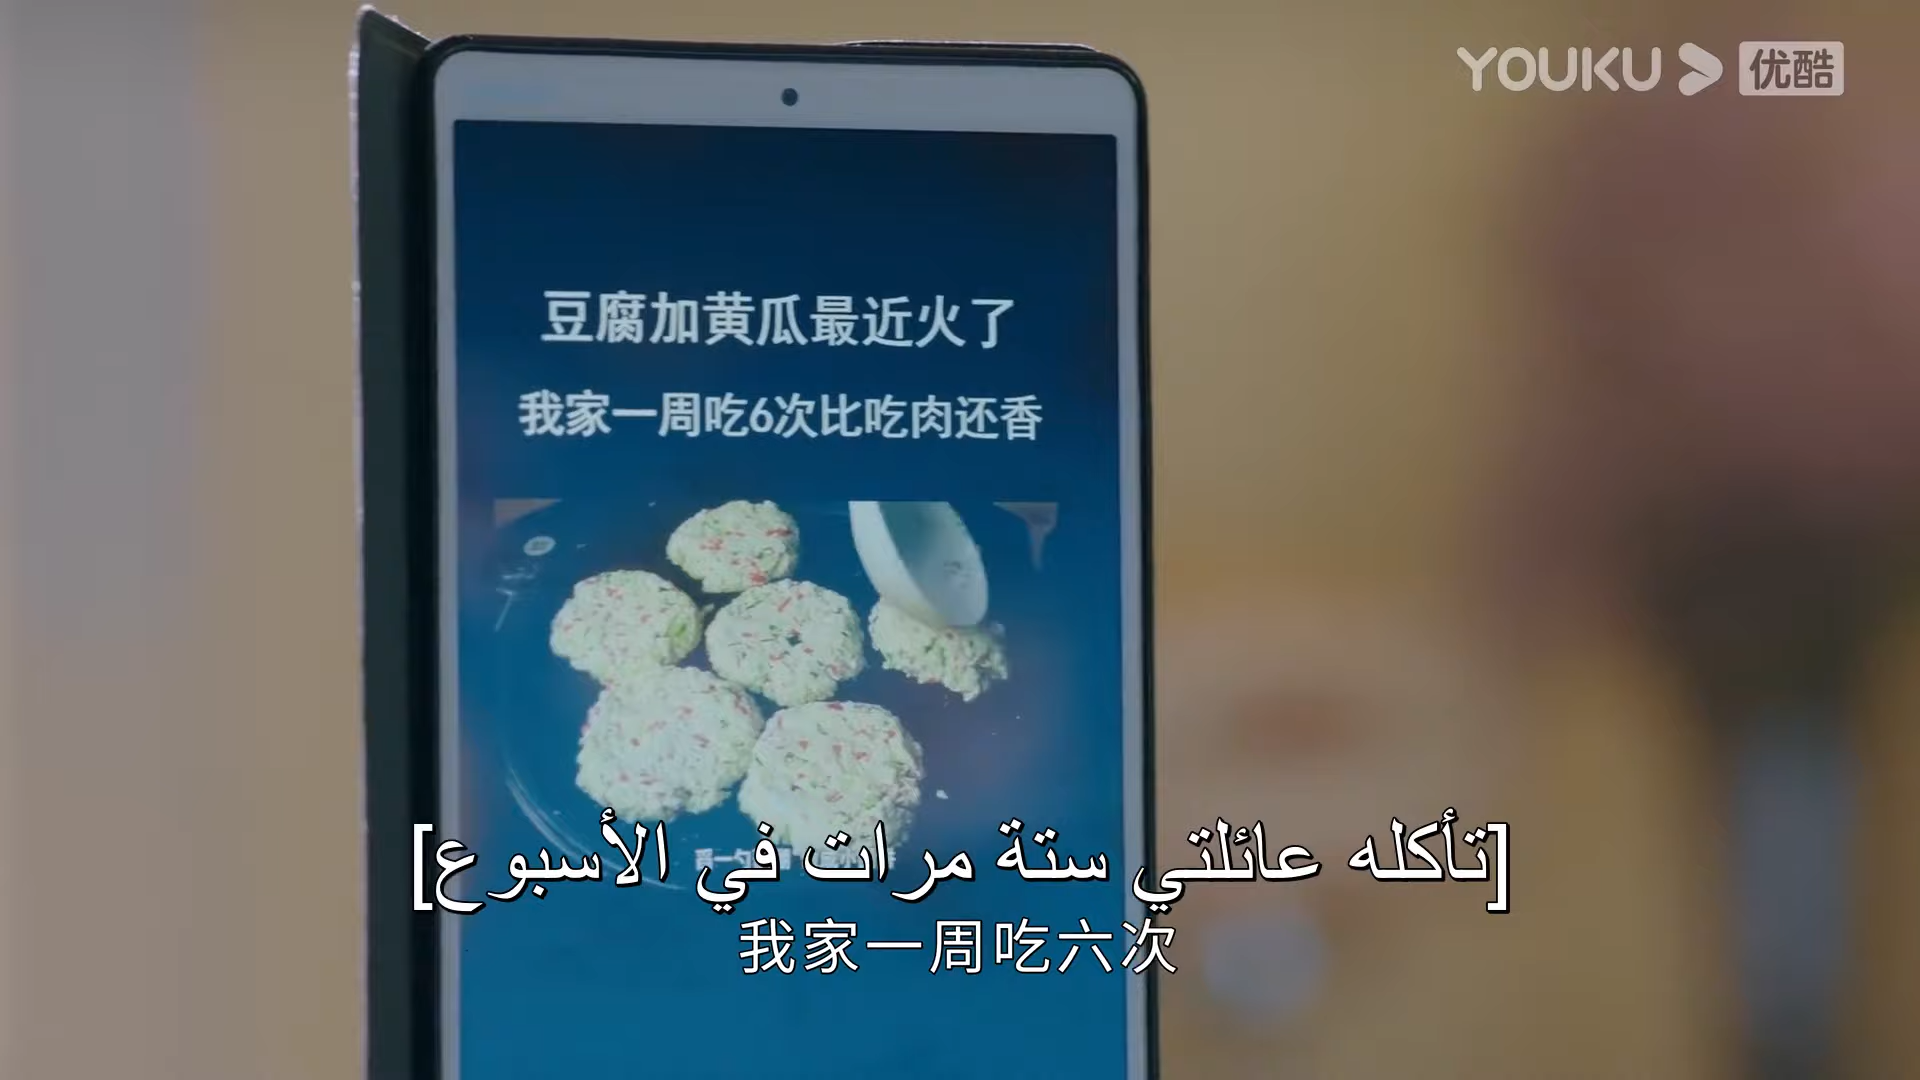 YOUKU 优酷
豆腐加黄瓜最近火了
我家一周吃6次比吃肉还香
[تأكله عائلتي ستة مرات في الأسبوع]
我家一周吃六次